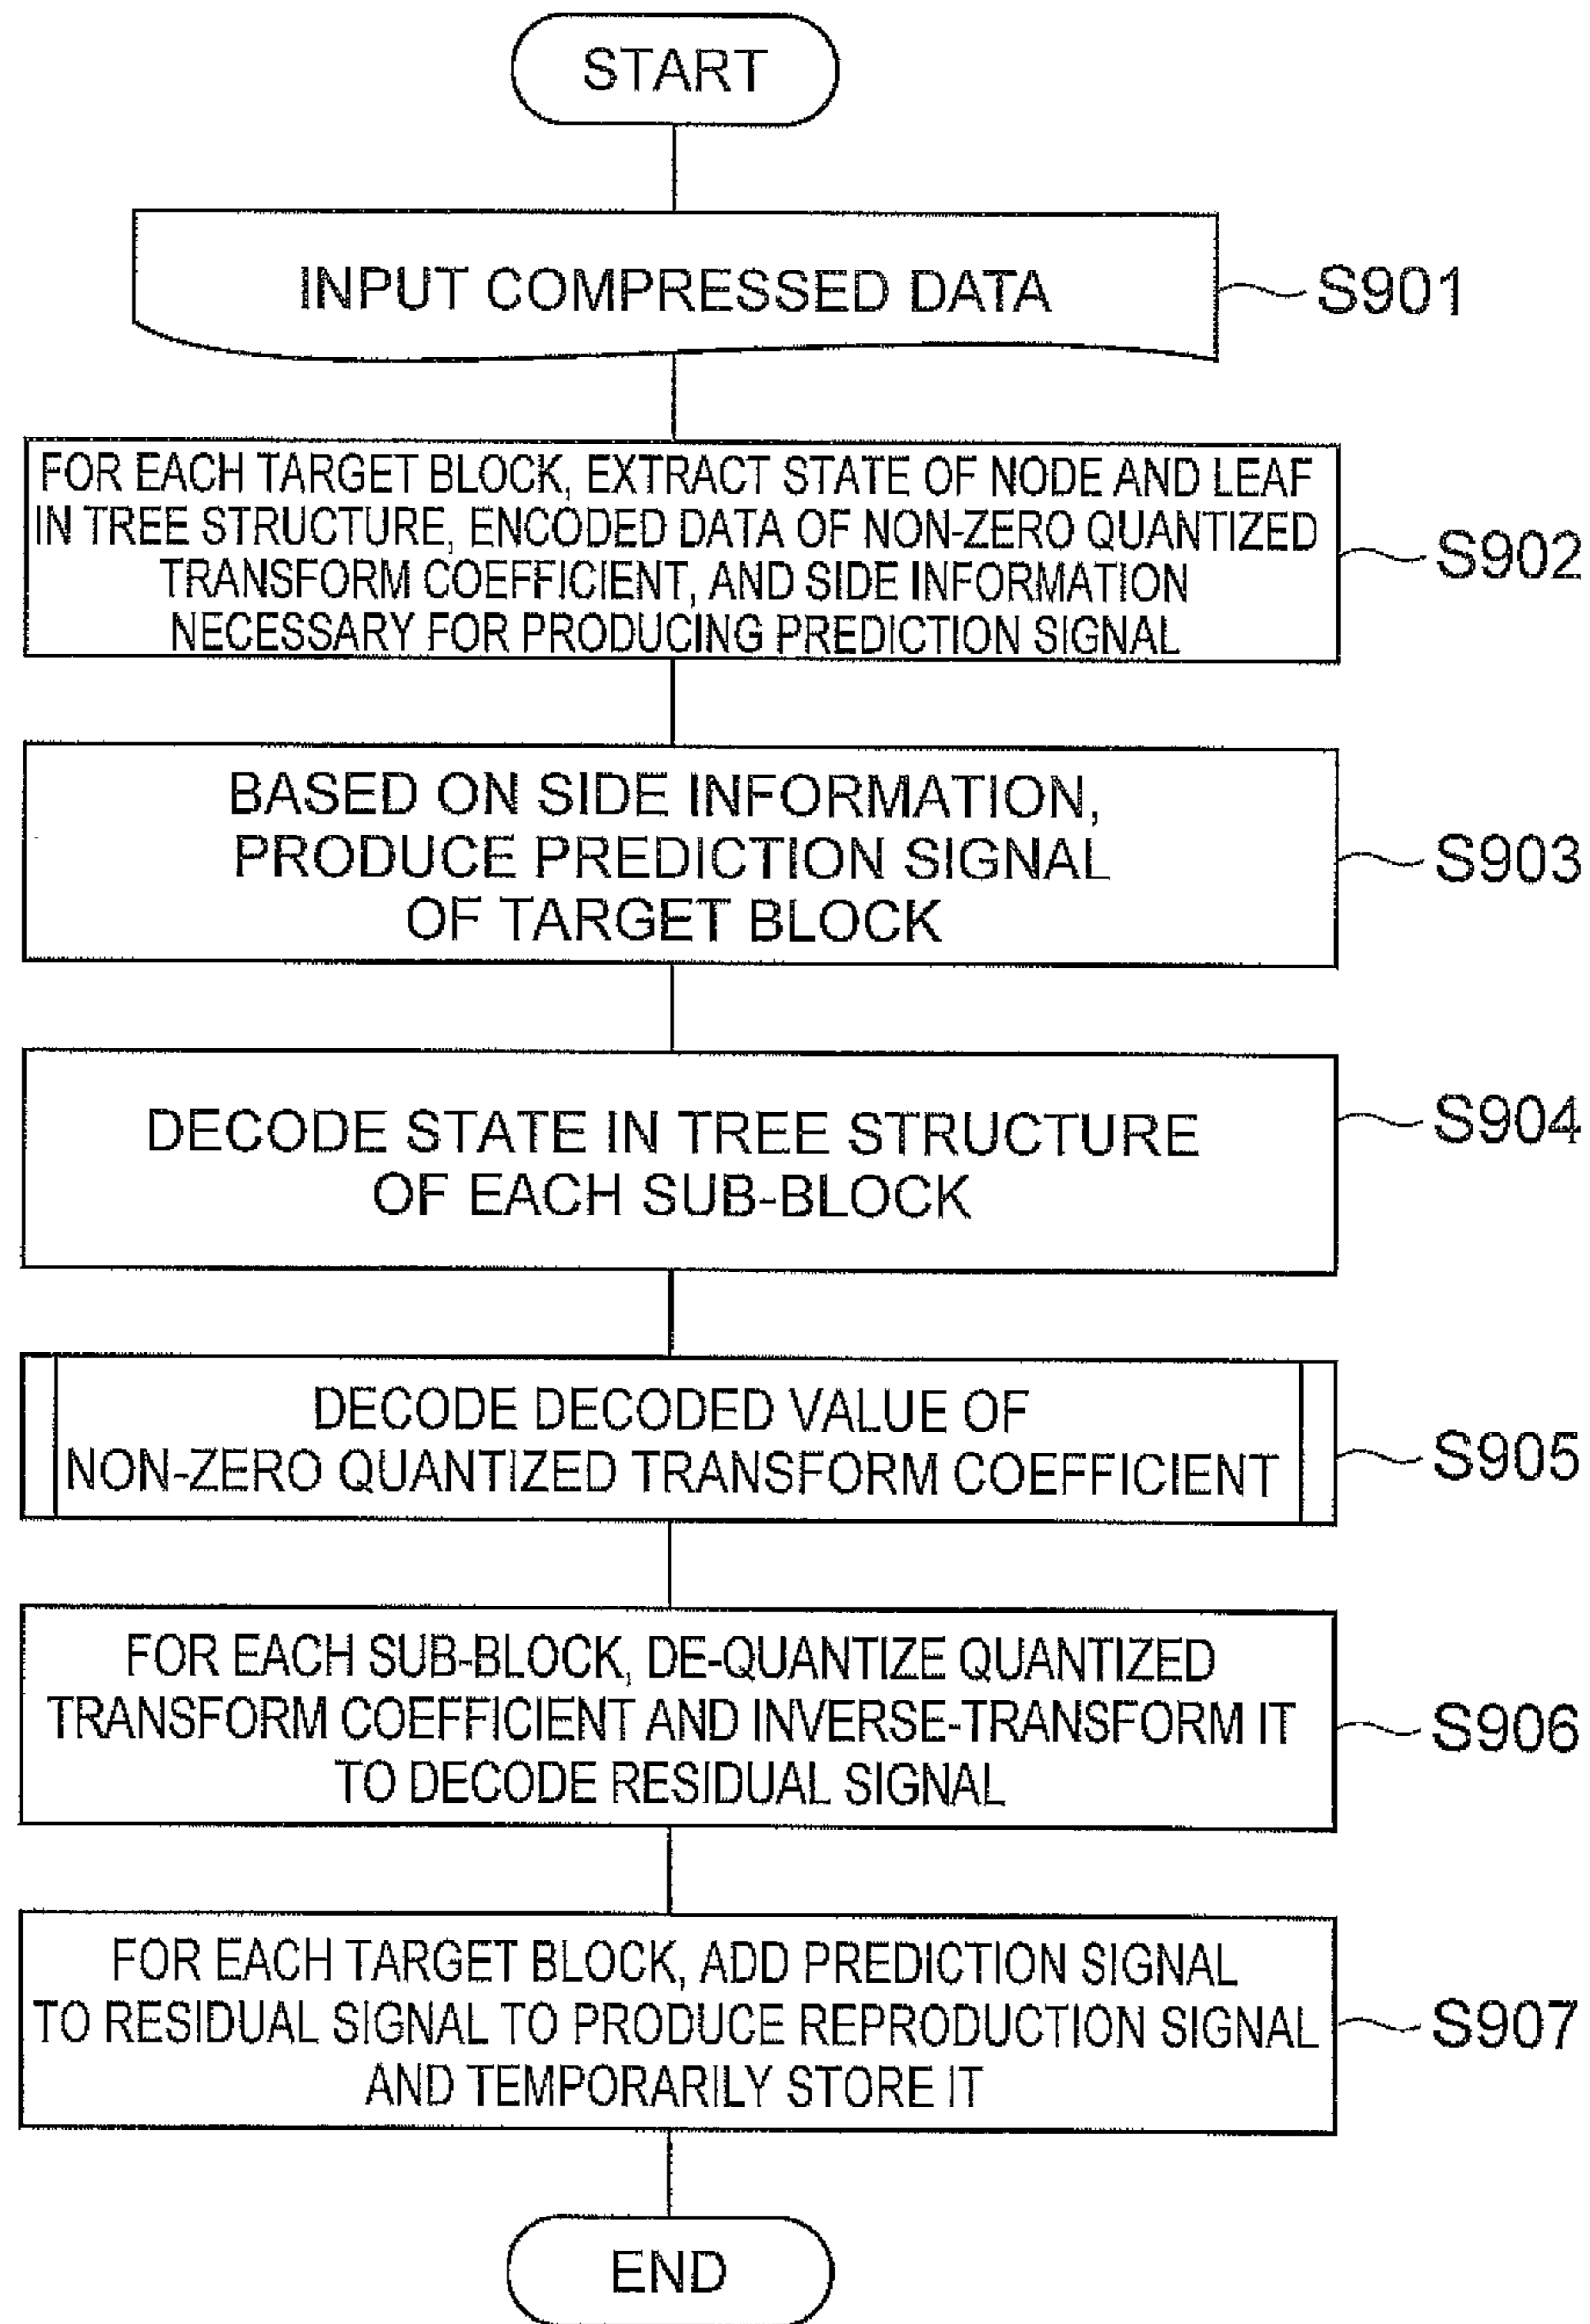 START
INPUT COMPRESSED DATA
S901
FOR EACH TARGET BLOCK, EXTRACT STATE OF NODE AND LEAF
IN TREE STRUCTURE, ENCODED DATA OF NON-ZERO QUANTIZED
TRANSFORM COEFFICIENT, AND SIDE INFORMATION
NECESSARY FOR PRODUCING PREDICTION SIGNAL
S902
BASED ON SIDE INFORMATION,
PRODUCE PREDICTION SIGNAL
OF TARGET BLOCK
S903
DECODE STATE IN TREE STRUCTURE
OF EACH SUB-BLOCK
S904
DECODE DECODED VALUE OF
NON-ZERO QUANTIZED TRANSFORM COEFFICIENT
S905
FOR EACH SUB-BLOCK, DE-QUANTIZE QUANTIZED
TRANSFORM COEFFICIENT AND INVERSE-TRANSFORM IT
TO DECODE RESIDUAL SIGNAL
S906
FOR EACH TARGET BLOCK, ADD PREDICTION SIGNAL
TO RESIDUAL SIGNAL TO PRODUCE REPRODUCTION SIGNAL
AND TEMPORARILY STORE IT
S907
END